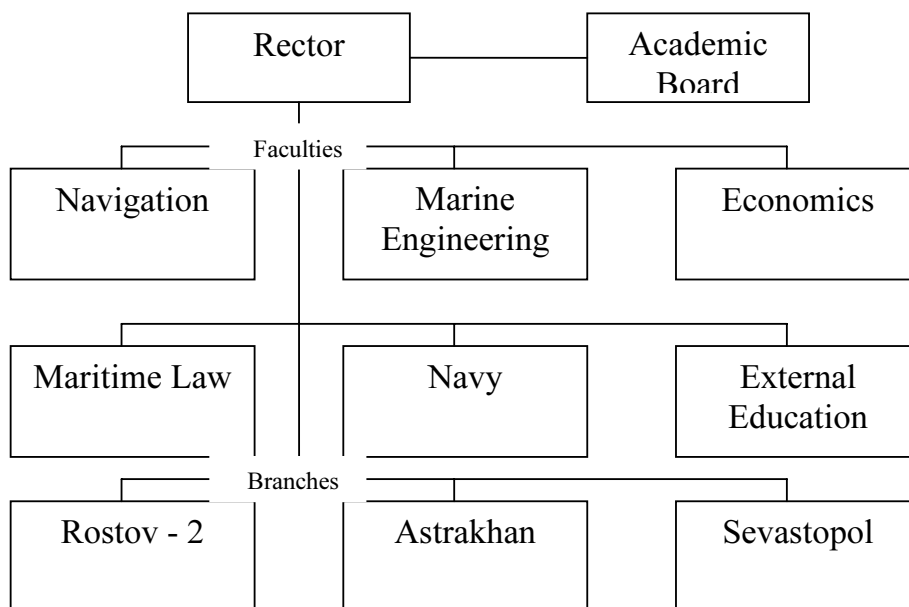 Rector
Academic
Board
Faculties
Navigation
Marine
Engineering
Economics
Maritime Law
Navy
External
Education
Branches
Rostov - 2
Astrakhan
Sevastopol